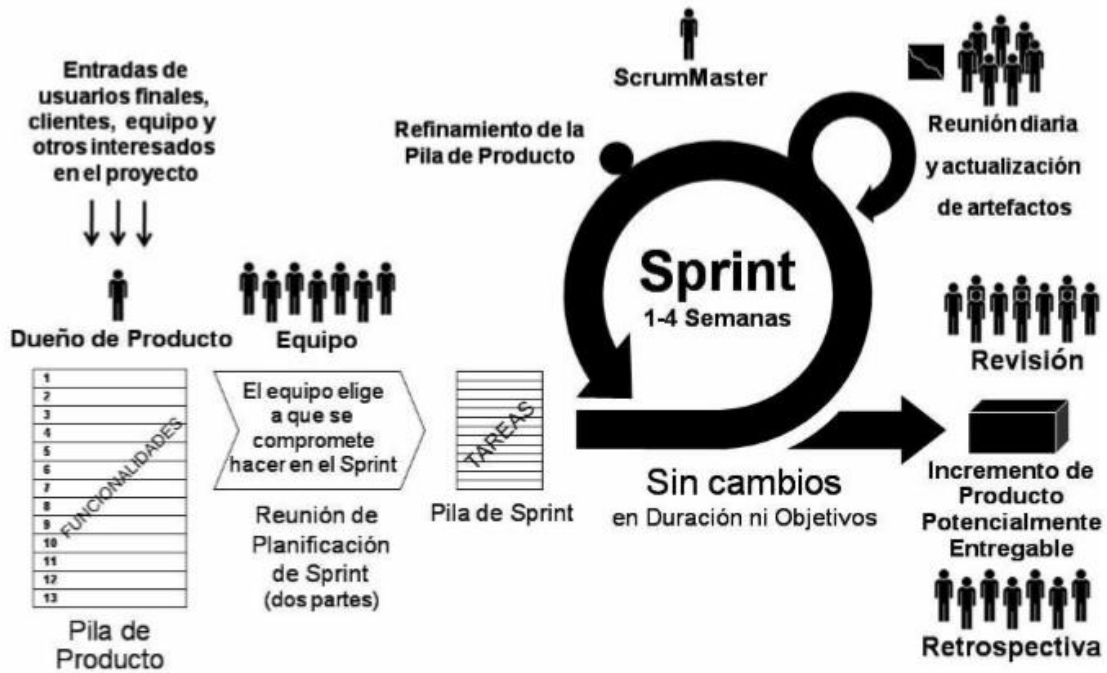 Entradas de
usuarios finales,
clientes, equipo y
otros interesados
en el proyecto
Dueño de Producto
1
2
3
4
5
6
7
8
9
10
11
12
13
FUNCIONALIDADES
Pila de
Producto
Equipo
El equipo elige
a que se
compromete
hacer en el Sprint
Reunión de
Planificación
de Sprint
(dos partes)
TAREAS
Pila de Sprint
ScrumMaster
Refinamiento de la
Pila de Producto
Sprint
1-4 Semanas
Sin cambios
en Duración ni Objetivos
Reunión diaria
y actualización
de artefactos
Revisión
Incremento de
Producto
Potencialmente
Entregable
Retrospectiva